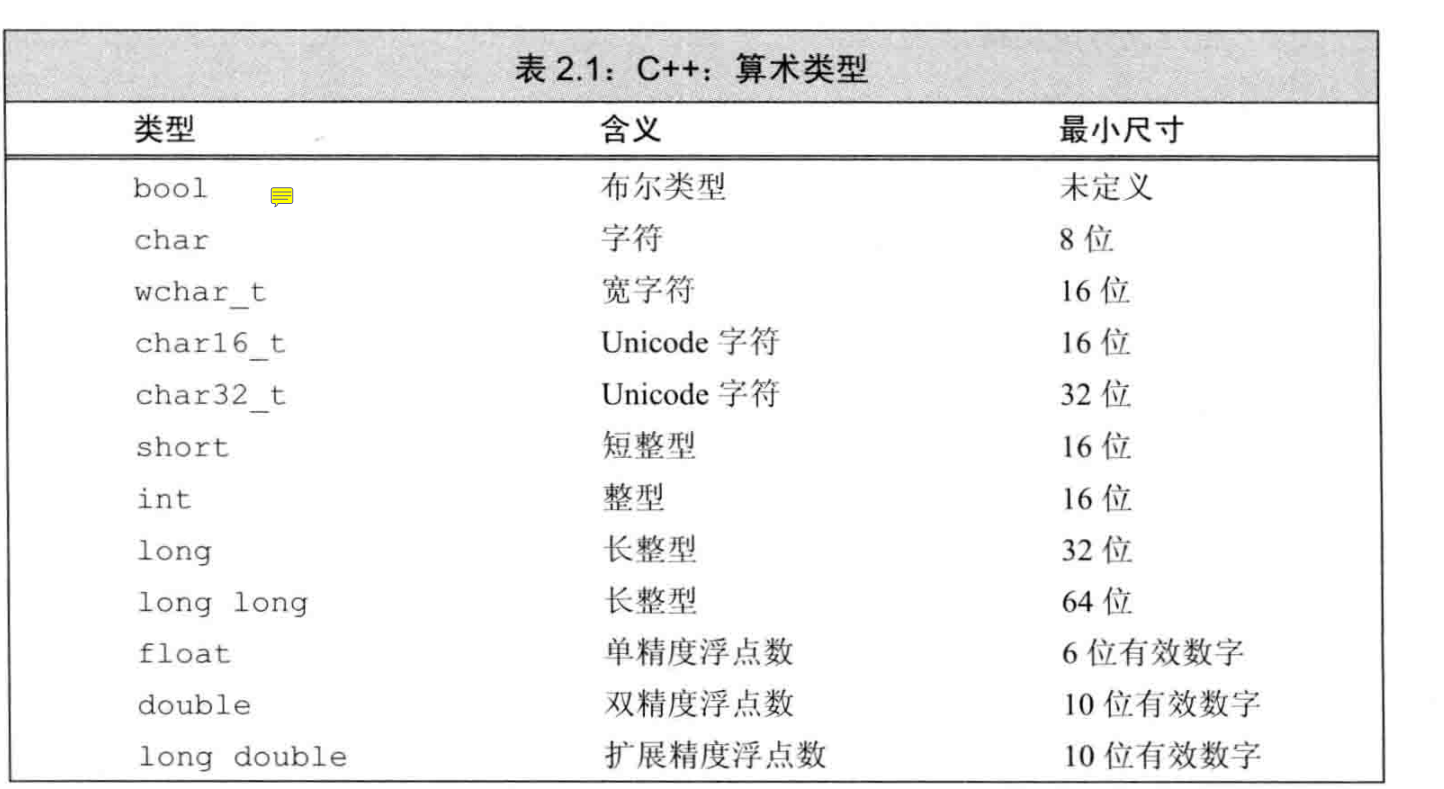 表 2.1：C++：算术类型
类型 含义 最小尺寸
bool 布尔类型 未定义
char 字符 8 位
wchar_t 宽字符 16 位
char16_t Unicode 字符 16 位
char32_t Unicode 字符 32 位
short 短整型 16 位
int 整型 16 位
long 长整型 32 位
long long 长整型 64 位
float 单精度浮点数 6 位有效数字
double 双精度浮点数 10 位有效数字
long double 扩展精度浮点数 10 位有效数字